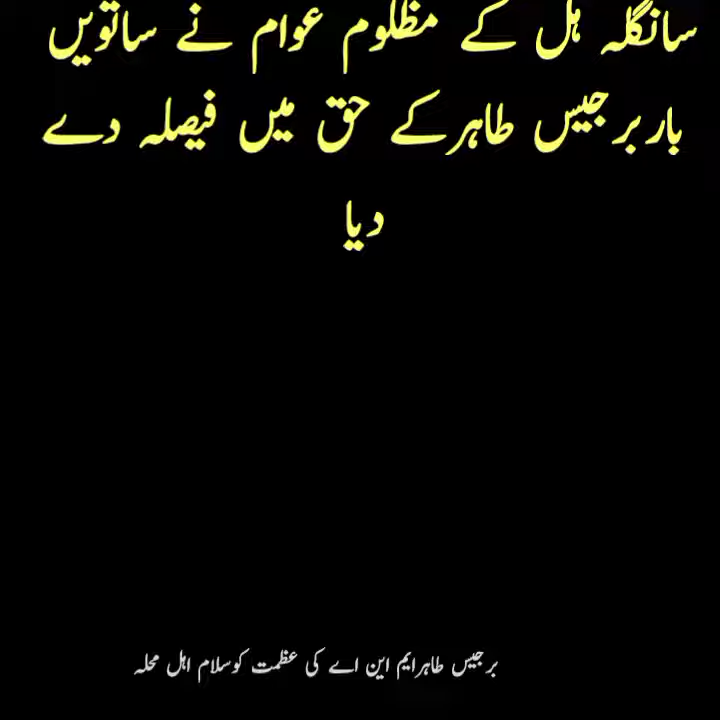 سانگلہ ہل کے مظلوم عوام نے ساتویں
بار برجیس طاہر کے حق میں فیصلہ دے
دیا
برجیس طاہر ایم این اے کی عظمت کو سلام اہل محلہ